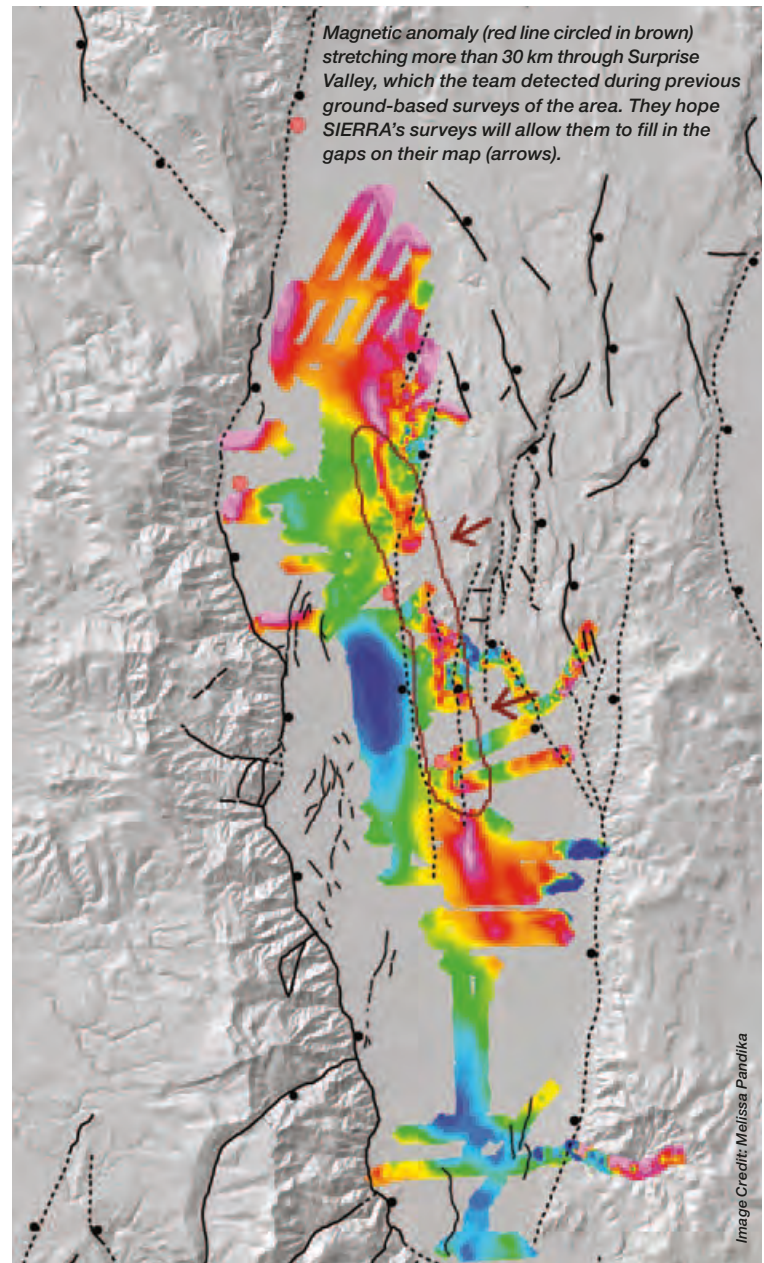 Magnetic anomaly (red line circled in brown)
stretching more than 30 km through Surprise
Valley, which the team detected during previous
ground-based surveys of the area. They hope
SIERRA's surveys will allow them to fill in the
gaps on their map (arrows).
Image Credit: Melissa Pandika